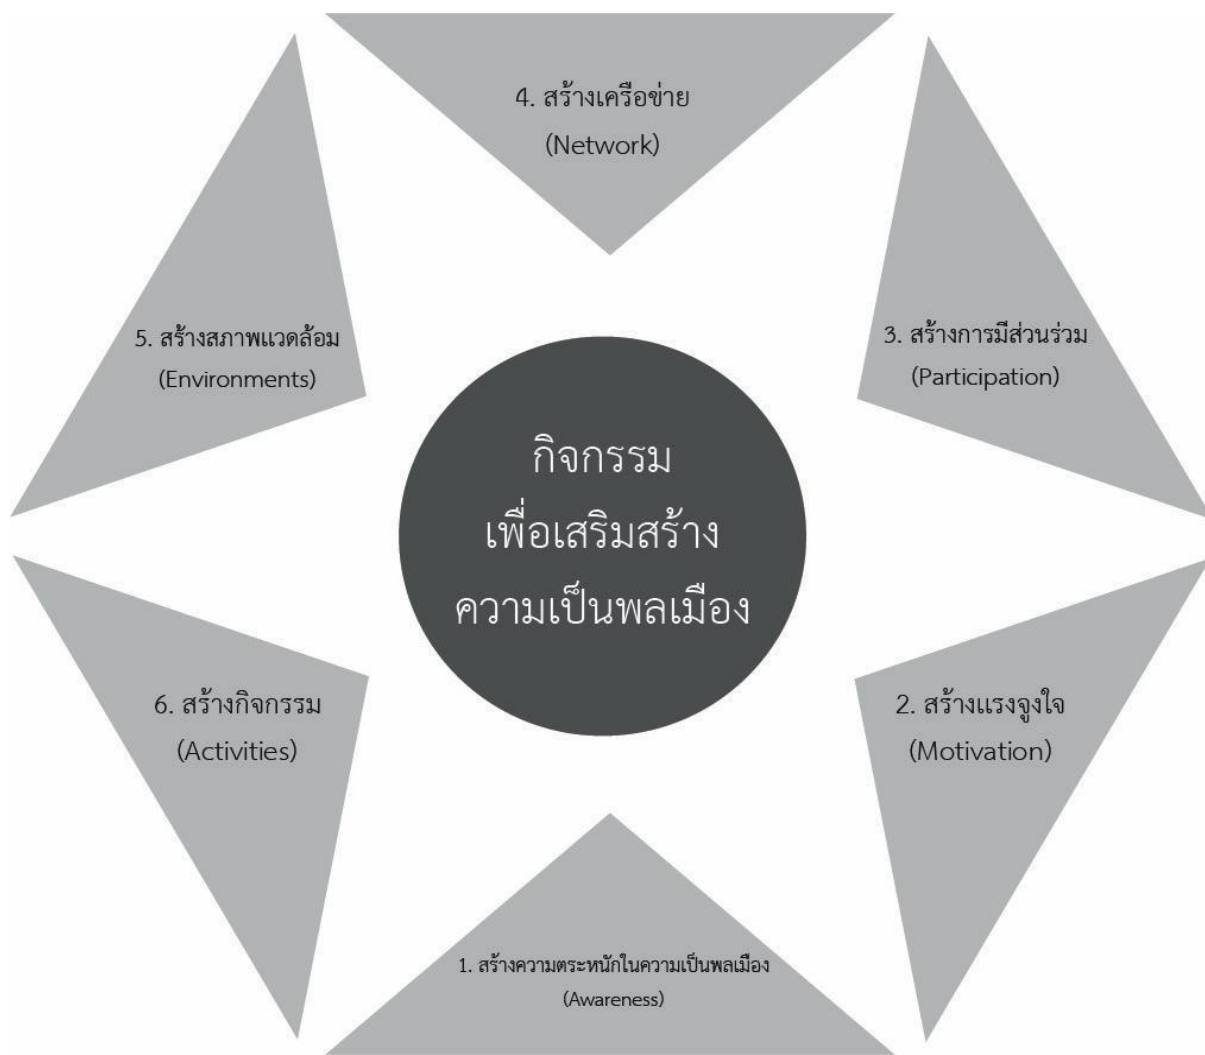 4. สร้างเครือข่าย
(Network)
5. สร้างสภาพแวดล้อม
(Environments)
3. สร้างการมีส่วนร่วม
(Participation)
กิจกรรม
เพื่อเสริมสร้าง
ความเป็นพลเมือง
6. สร้างกิจกรรม
(Activities)
2. สร้างแรงจูงใจ
(Motivation)
1. สร้างความตระหนักในความเป็นพลเมือง
(Awareness)